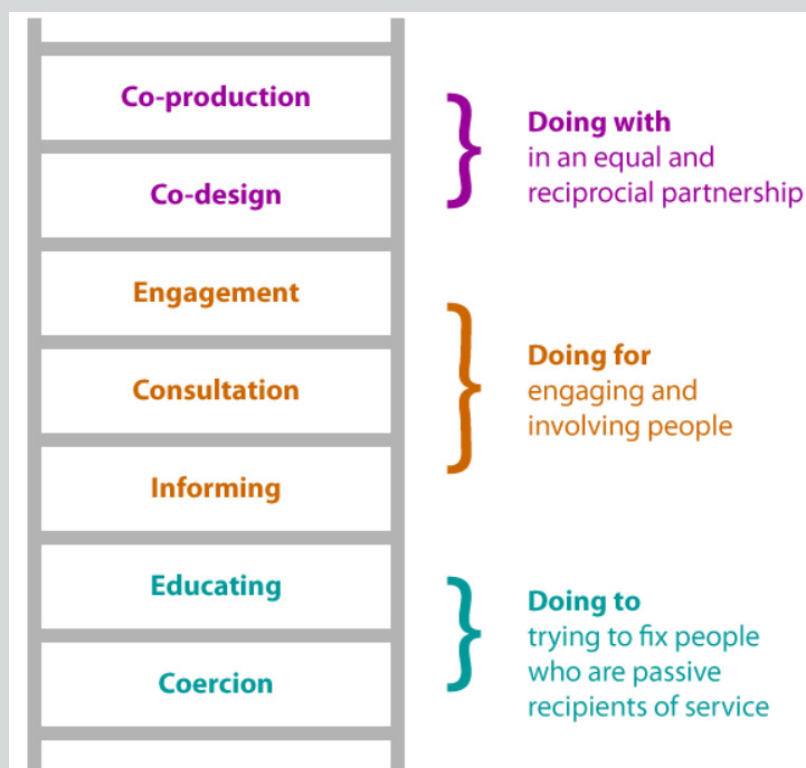 Co-production
Co-design
Doing with
in an equal and
reciprocial partnership
Engagement
Consultation
Informing
Doing for
engaging and
involving people
Educating
Coercion
Doing to
trying to fix people
who are passive
recipients of service